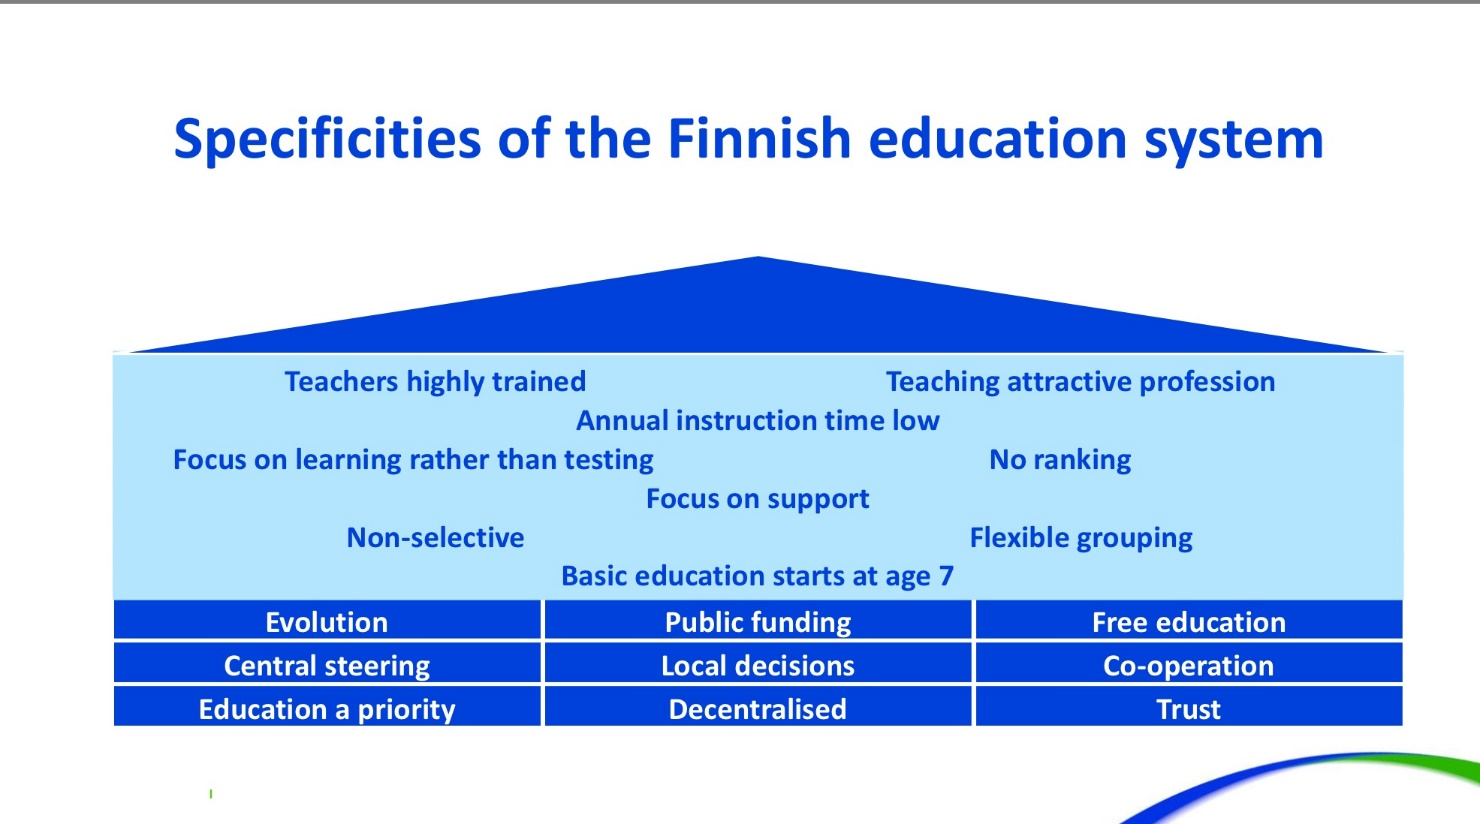 Specificities of the Finnish education system
Teachers highly trained Teaching attractive profession
Annual instruction time low
Focus on learning rather than testing No ranking
Focus on support
Non-selective Flexible grouping
Basic education starts at age 7
Evolution Public funding Free education
Central steering Local decisions Co-operation
Education a priority Decentralised Trust